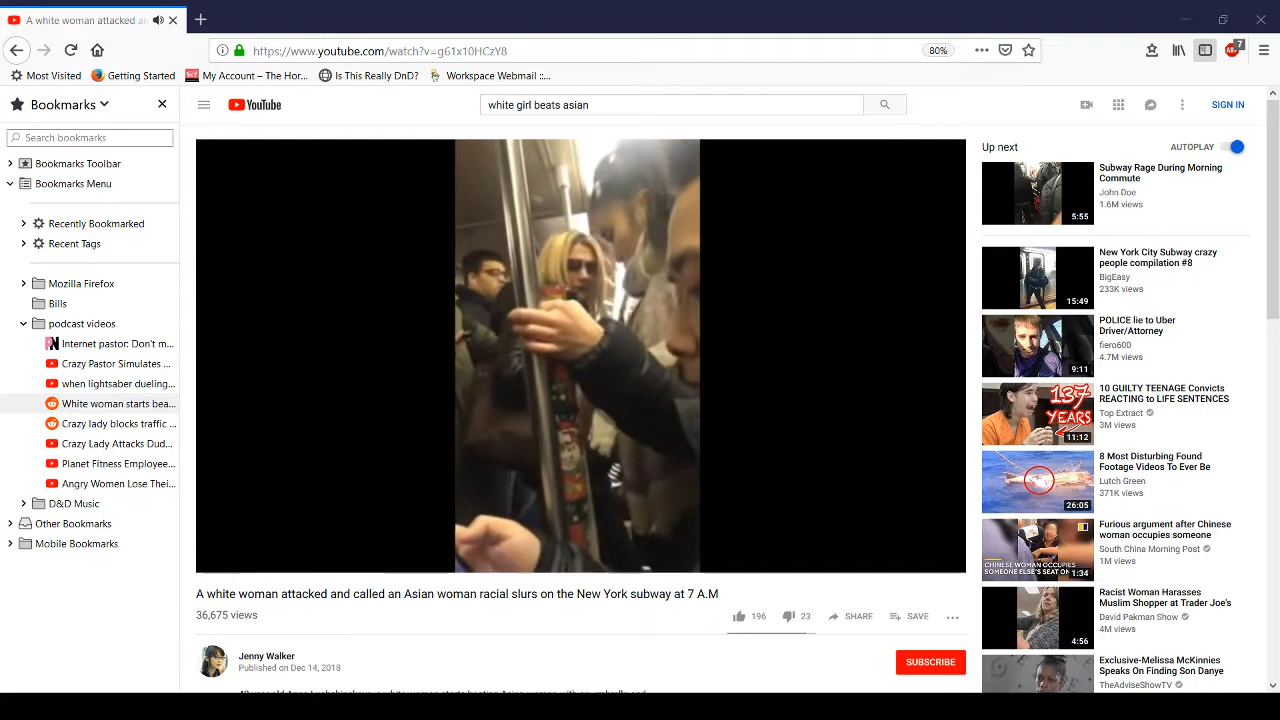 A white woman attacked an
https://www.youtube.com/watch?v=g61x10HCzY8
80%
7
Most Visited
Getting Started
My Account – The Hor...
Is This Really DnD?
Workspace Webmail ::...
Bookmarks
Search bookmarks
Bookmarks Toolbar
Bookmarks Menu
Recently Bookmarked
Recent Tags
Mozilla Firefox
Bills
podcast videos
Internet pastor: Don't m...
Crazy Pastor Simulates ...
when lightsaber dueling...
White woman starts bea...
Crazy lady blocks traffic ...
Crazy Lady Attacks Dud...
Planet Fitness Employee...
Angry Women Lose Thei...
D&D Music
Other Bookmarks
Mobile Bookmarks
YouTube
white girl beats asian
SIGN IN
A white woman attacked and called an Asian woman racial slurs on the New York subway at 7 A.M
36,675 views
196
23
SHARE
SAVE
Jenny Walker
Published on Dec 14, 2018
SUBSCRIBE
Up next
AUTOPLAY
5:55
Subway Rage During Morning
Commute
John Doe
1.6M views
15:49
New York City Subway crazy
people compilation #8
BigEasy
233K views
9:11
POLICE lie to Uber
Driver/Attorney
fiero600
4.7M views
137
YEARS
11:12
10 GUILTY TEENAGE Convicts
REACTING to LIFE SENTENCES
Top Extract
3M views
26:05
8 Most Disturbing Found
Footage Videos To Ever Be
Lutch Green
371K views
CHINESE WOMAN OCCUPIES
SOMEONE ELSE'S SEAT ON
1:34
Furious argument after Chinese
woman occupies someone
South China Morning Post
1M views
4:56
Racist Woman Harasses
Muslim Shopper at Trader Joe's
David Pakman Show
4M views
Exclusive-Melissa McKinnies
Speaks On Finding Son Danye
TheAdviseShowTV